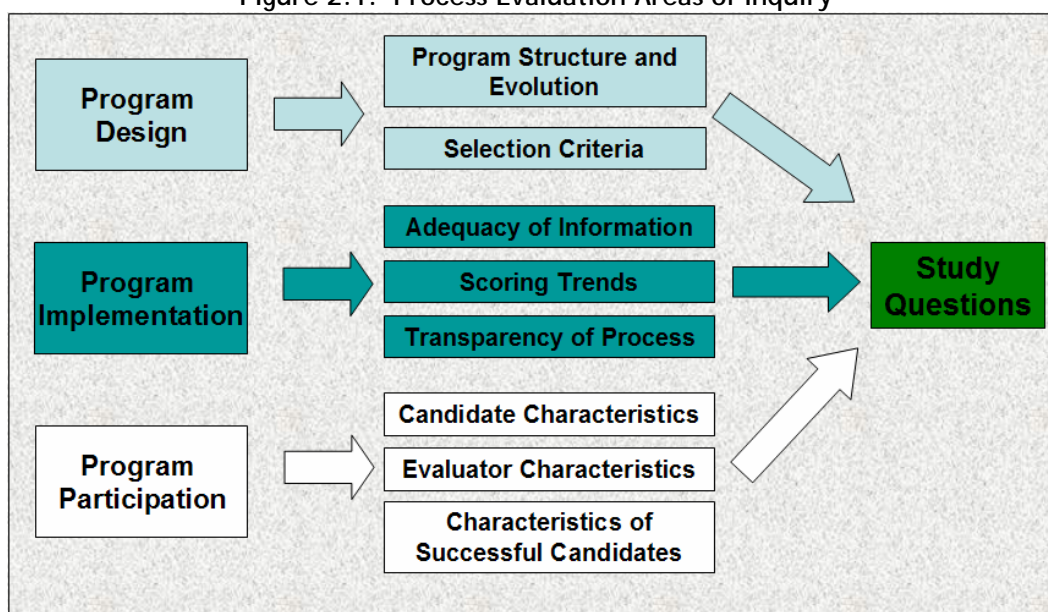 Figure 2.1: Process Evaluation Areas of Inquiry
Program
Design
Program Structure and
Evolution
Selection Criteria
Program
Implementation
Adequacy of Information
Scoring Trends
Transparency of Process
Study
Questions
Program
Participation
Candidate Characteristics
Evaluator Characteristics
Characteristics of
Successful Candidates